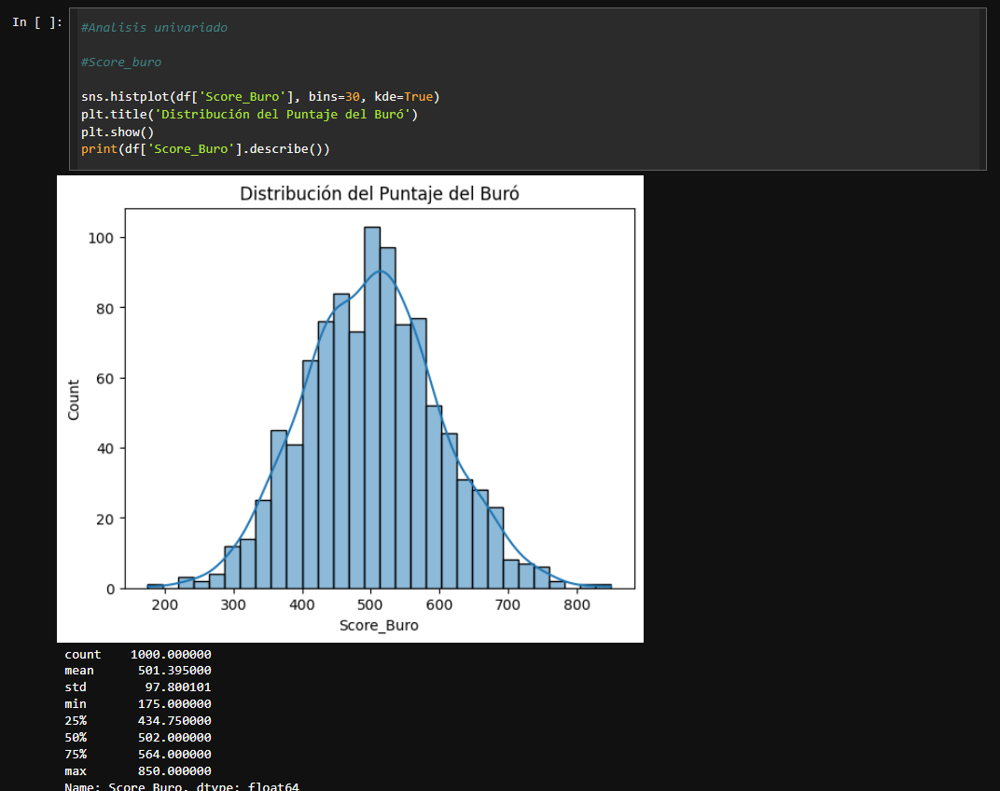 In [ ]:
#Analisis univariado
#Score_buro
sns.histplot(df['Score_Buro'], bins=30, kde=True)
plt.title('Distribución del Puntaje del Buró')
plt.show()
print(df['Score_Buro'].describe())
Distribución del Puntaje del Buró
100
80
60
40
20
0
Count
200 300 400 500 600 700 800
Score_Buro
count 1000.000000
mean 501.395000
std 97.800101
min 175.000000
25% 434.750000
50% 502.000000
75% 564.000000
max 850.000000
Name: Score_Buro, dtype: float64